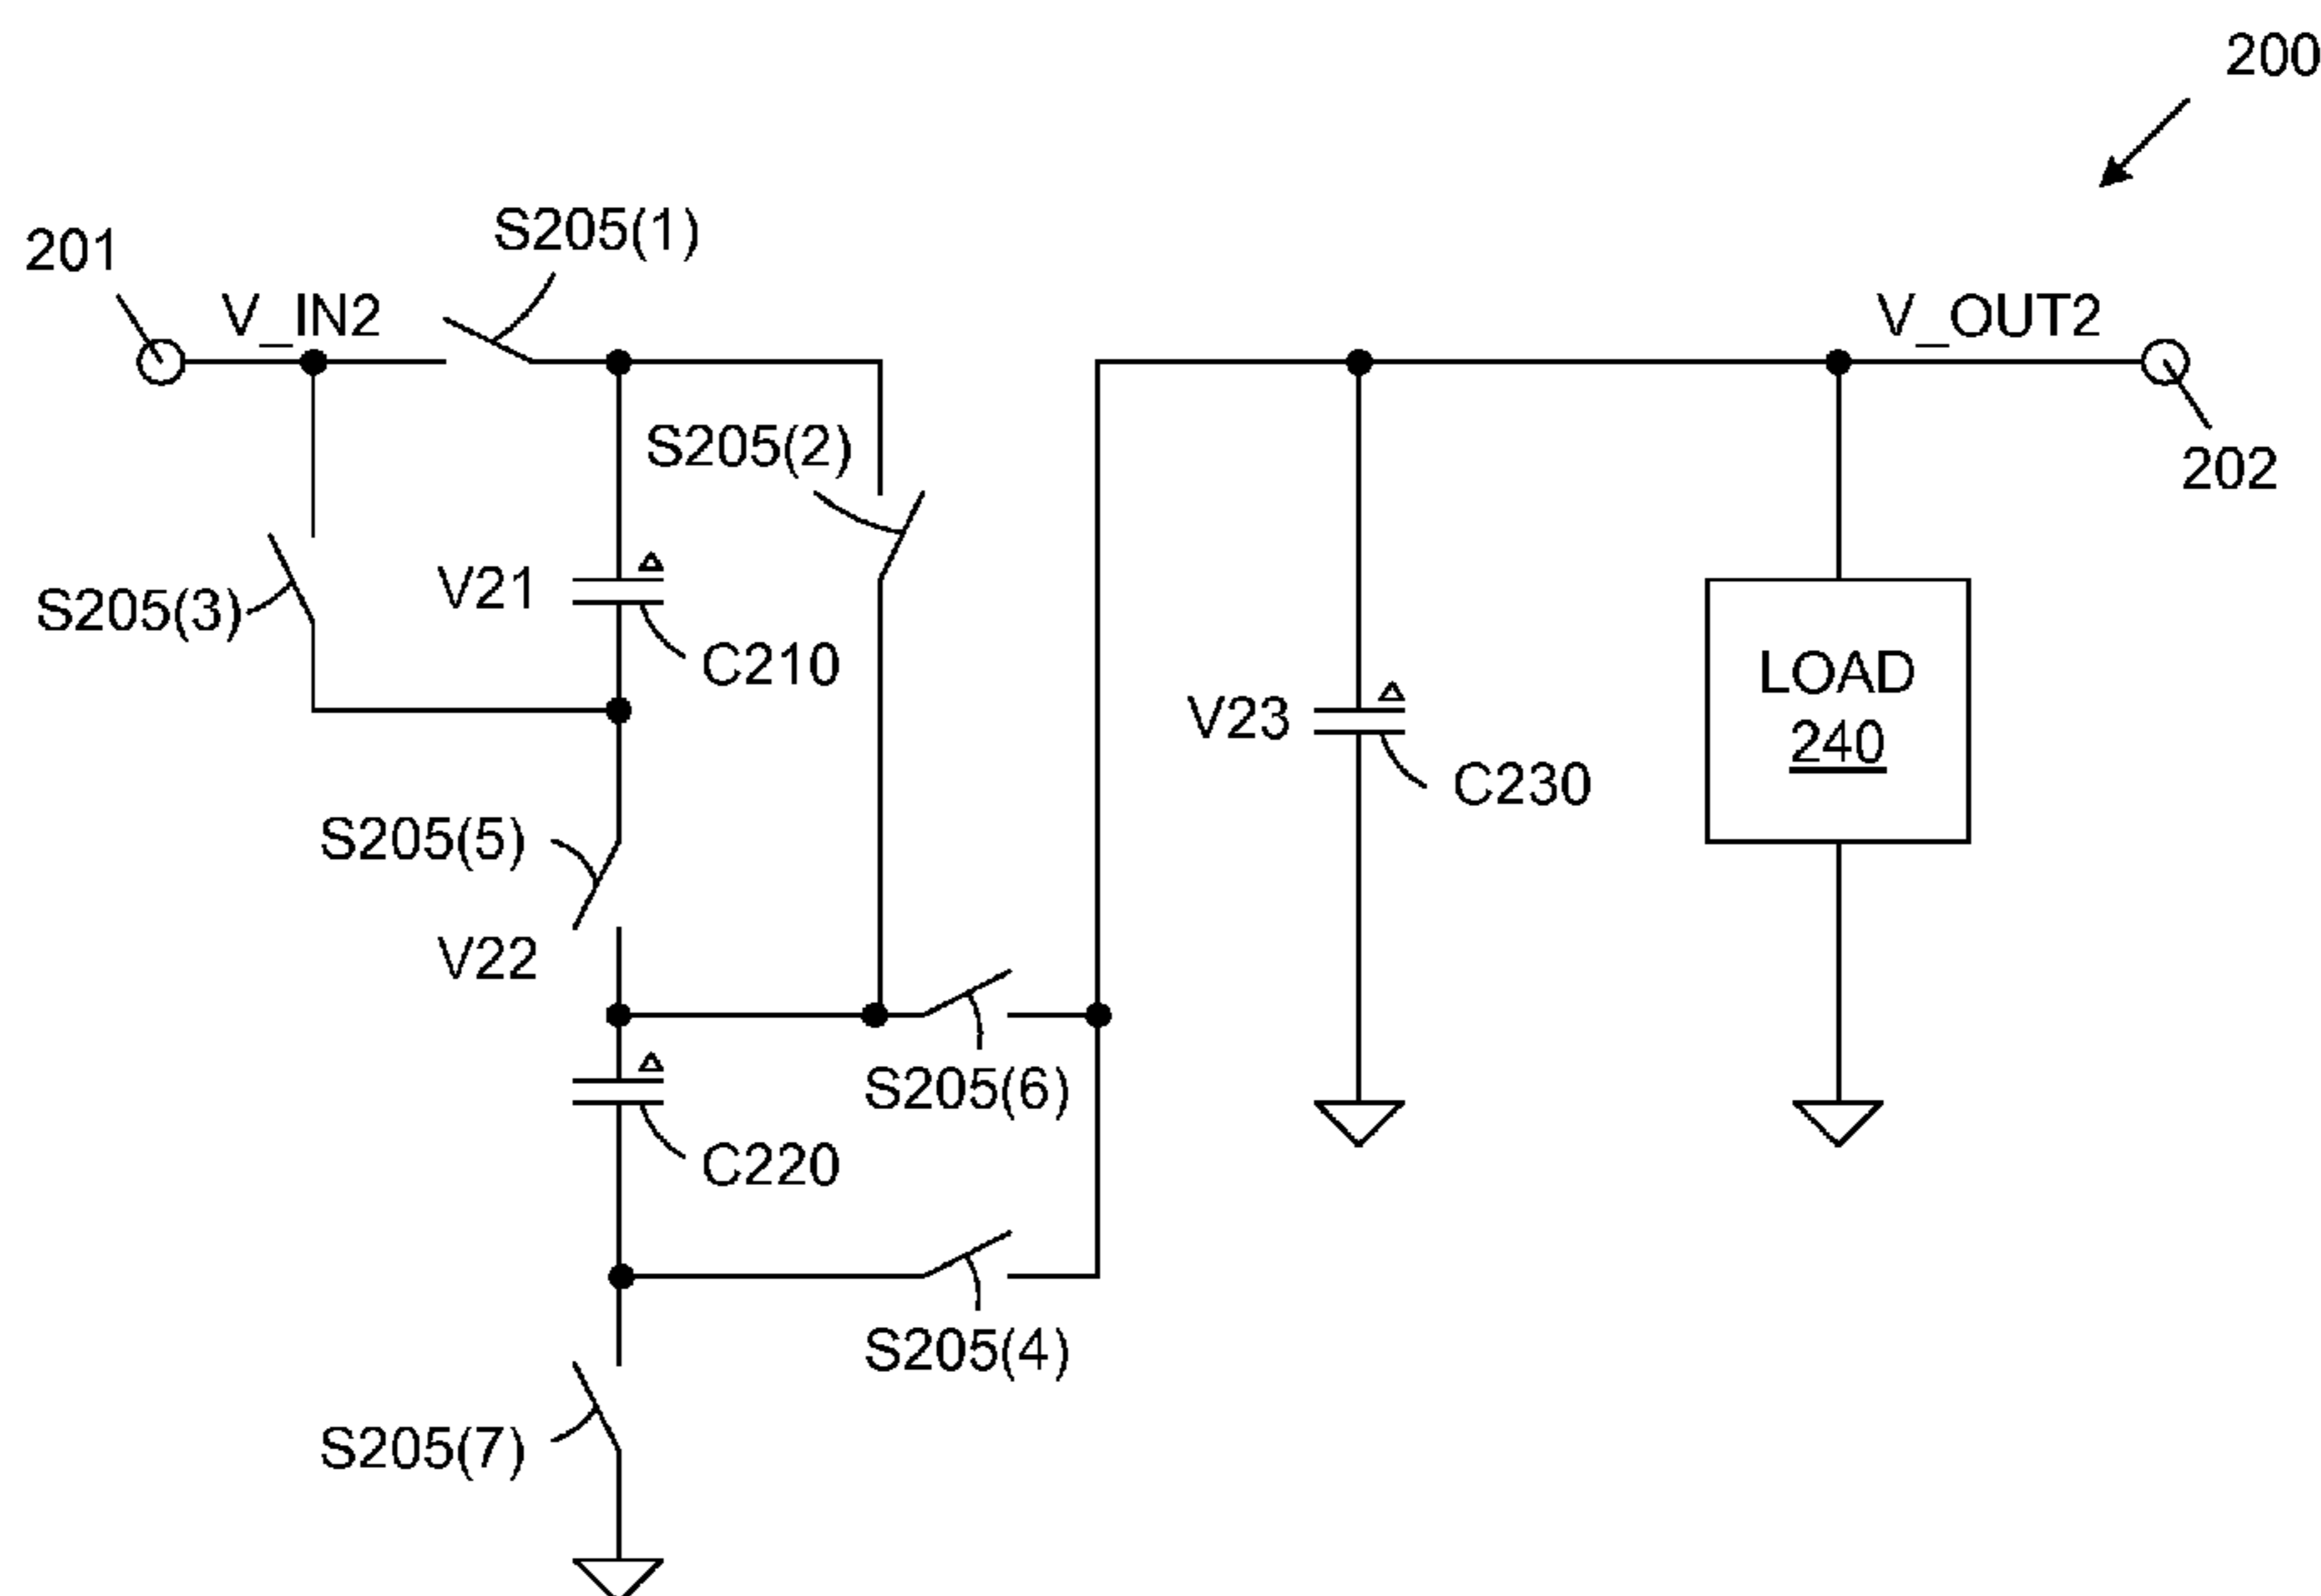 200
S205(1)
201
V_IN2
V_OUT2
S205(2)
202
V21
S205(3)
C210
LOAD
240
V23
C230
S205(5)
V22
S205(6)
C220
S205(4)
S205(7)